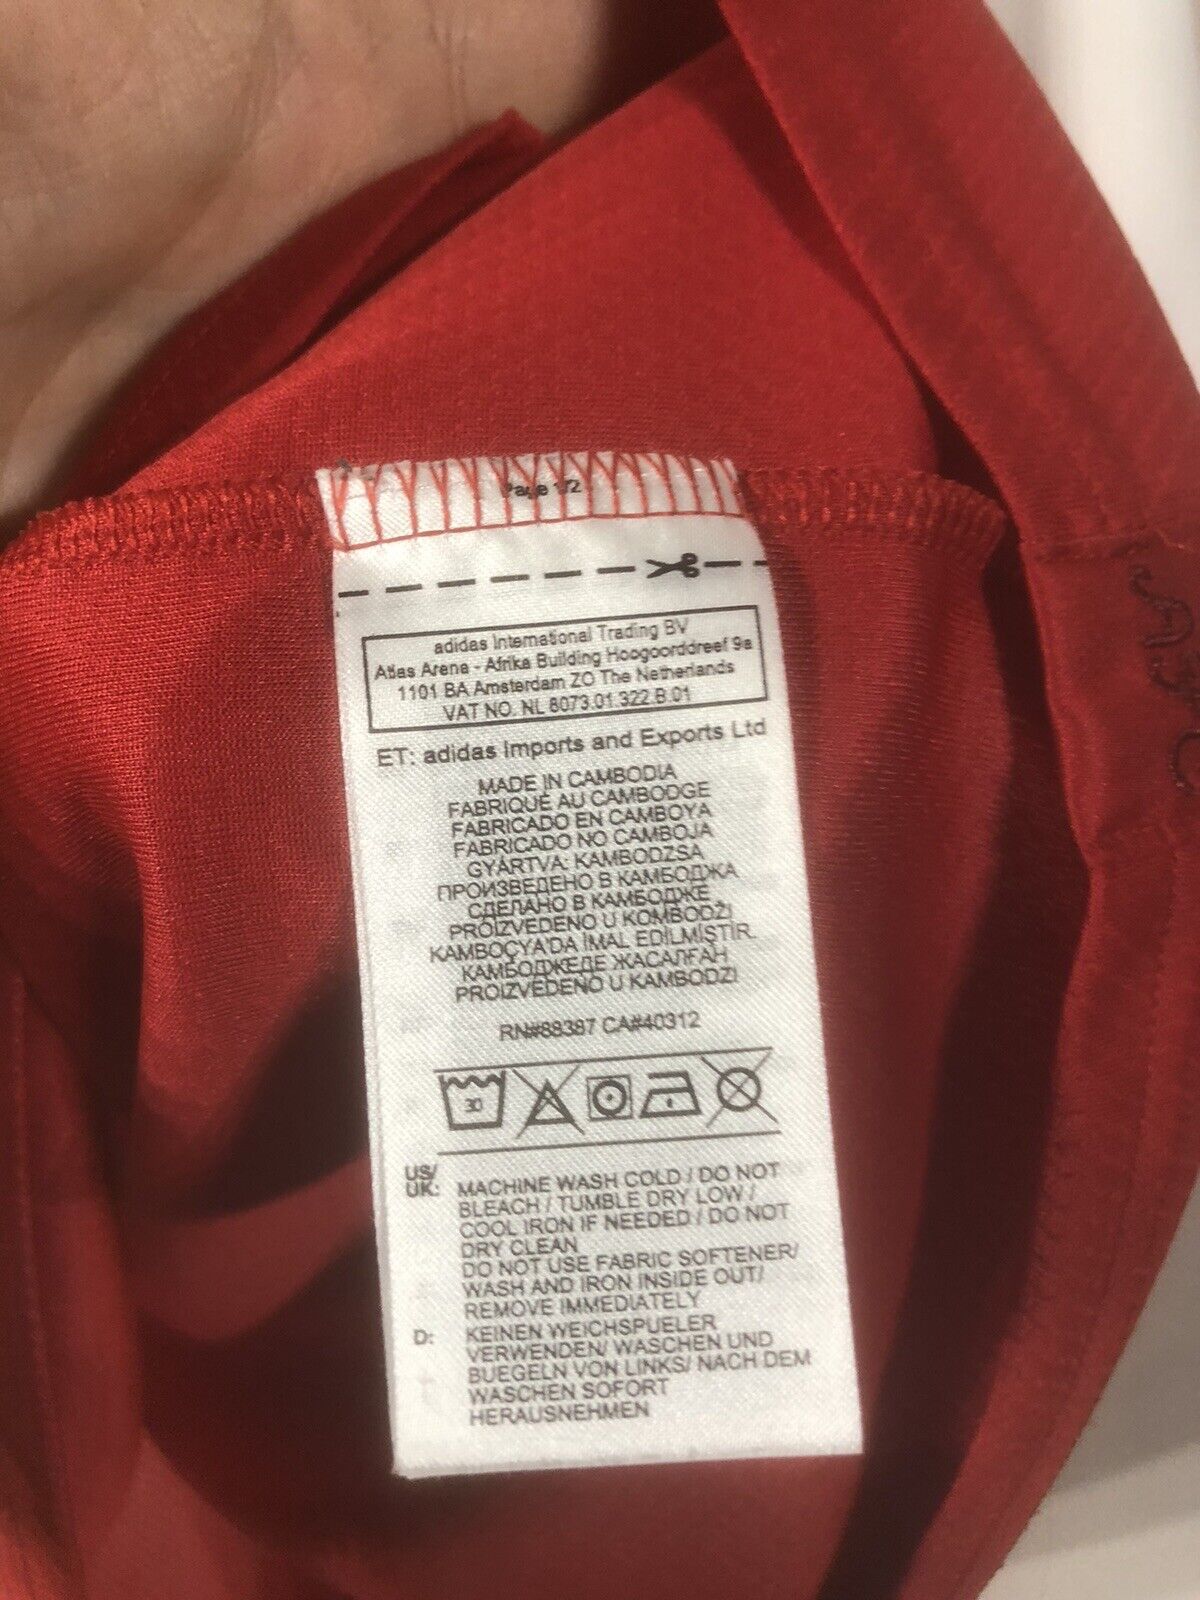 Page 1/2
adidas International Trading BV
Atlas Arena - Afrika Building Hoogoorddreef 9a
1101 BA Amsterdam ZO The Netherlands
VAT NO. NL 8073.01.322.B.01
ET: adidas Imports and Exports Ltd
MADE IN CAMBODIA
FABRIQUÉ AU CAMBODGE
FABRICADO EN CAMBOYA
FABRICADO NO CAMBOJA
GYÁRTVA: KAMBODZSA
ПРОИЗВЕДЕНО В КАМБОДЖА
СДЕЛАНО В КАМБОДЖЕ
PROIZVEDENO U KOMBODŽI
KAMBOÇYA'DA İMAL EDİLMİŞTİR.
КАМБОДЖЕДЕ ЖАСАЛҒАН
PROIZVEDENO U KAMBODŽI
RN#88387 CA#40312
30
US/
UK: MACHINE WASH COLD / DO NOT
BLEACH / TUMBLE DRY LOW /
COOL IRON IF NEEDED / DO NOT
DRY CLEAN
DO NOT USE FABRIC SOFTENER/
WASH AND IRON INSIDE OUT/
REMOVE IMMEDIATELY
D: KEINEN WEICHSPUELER
VERWENDEN/ WASCHEN UND
BUEGELN VON LINKS/ NACH DEM
WASCHEN SOFORT
HERAUSNEHMEN